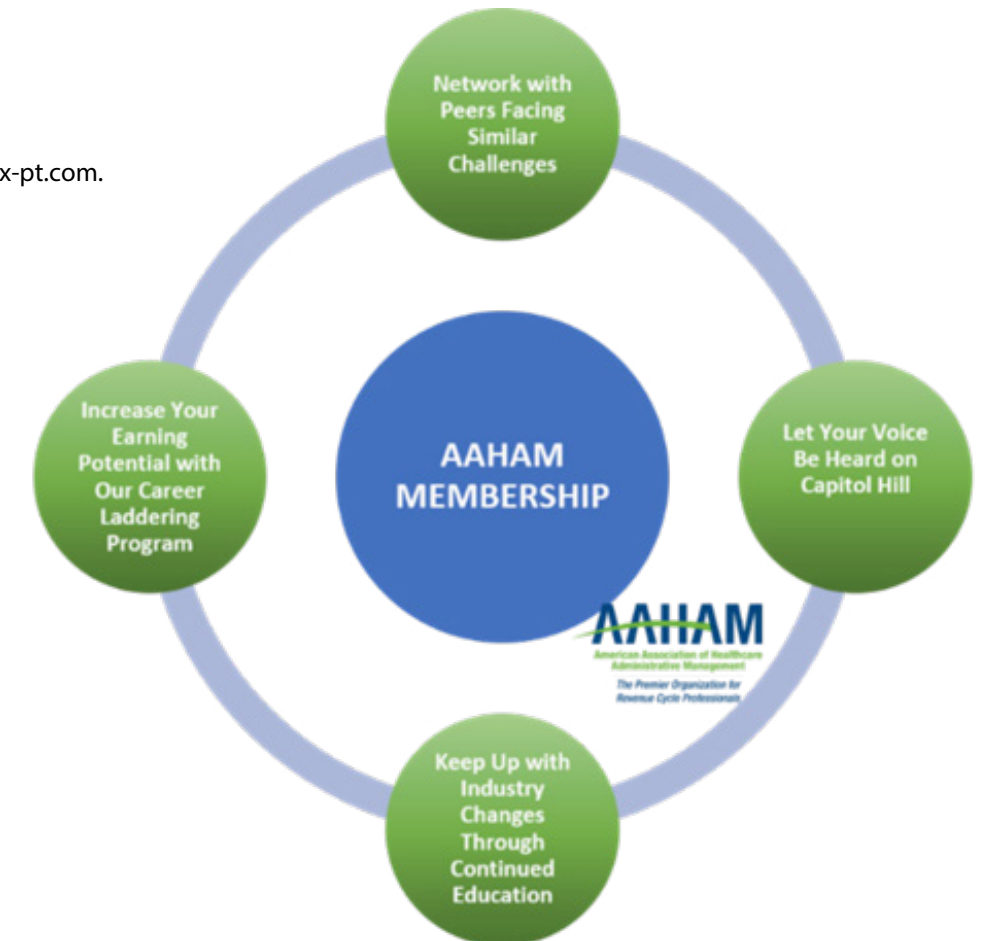 Network with
Peers Facing
Similar
Challenges
x-pt.com.
Increase Your
Earning
Potential with
Our Career
Laddering
Program
AAHAM
MEMBERSHIP
Let Your Voice
Be Heard on
Capitol Hill
AAHAM
American Association of Healthcare
Administrative Management
The Premier Organization for
Revenue Cycle Professionals
Keep Up with
Industry
Changes
Through
Continued
Education